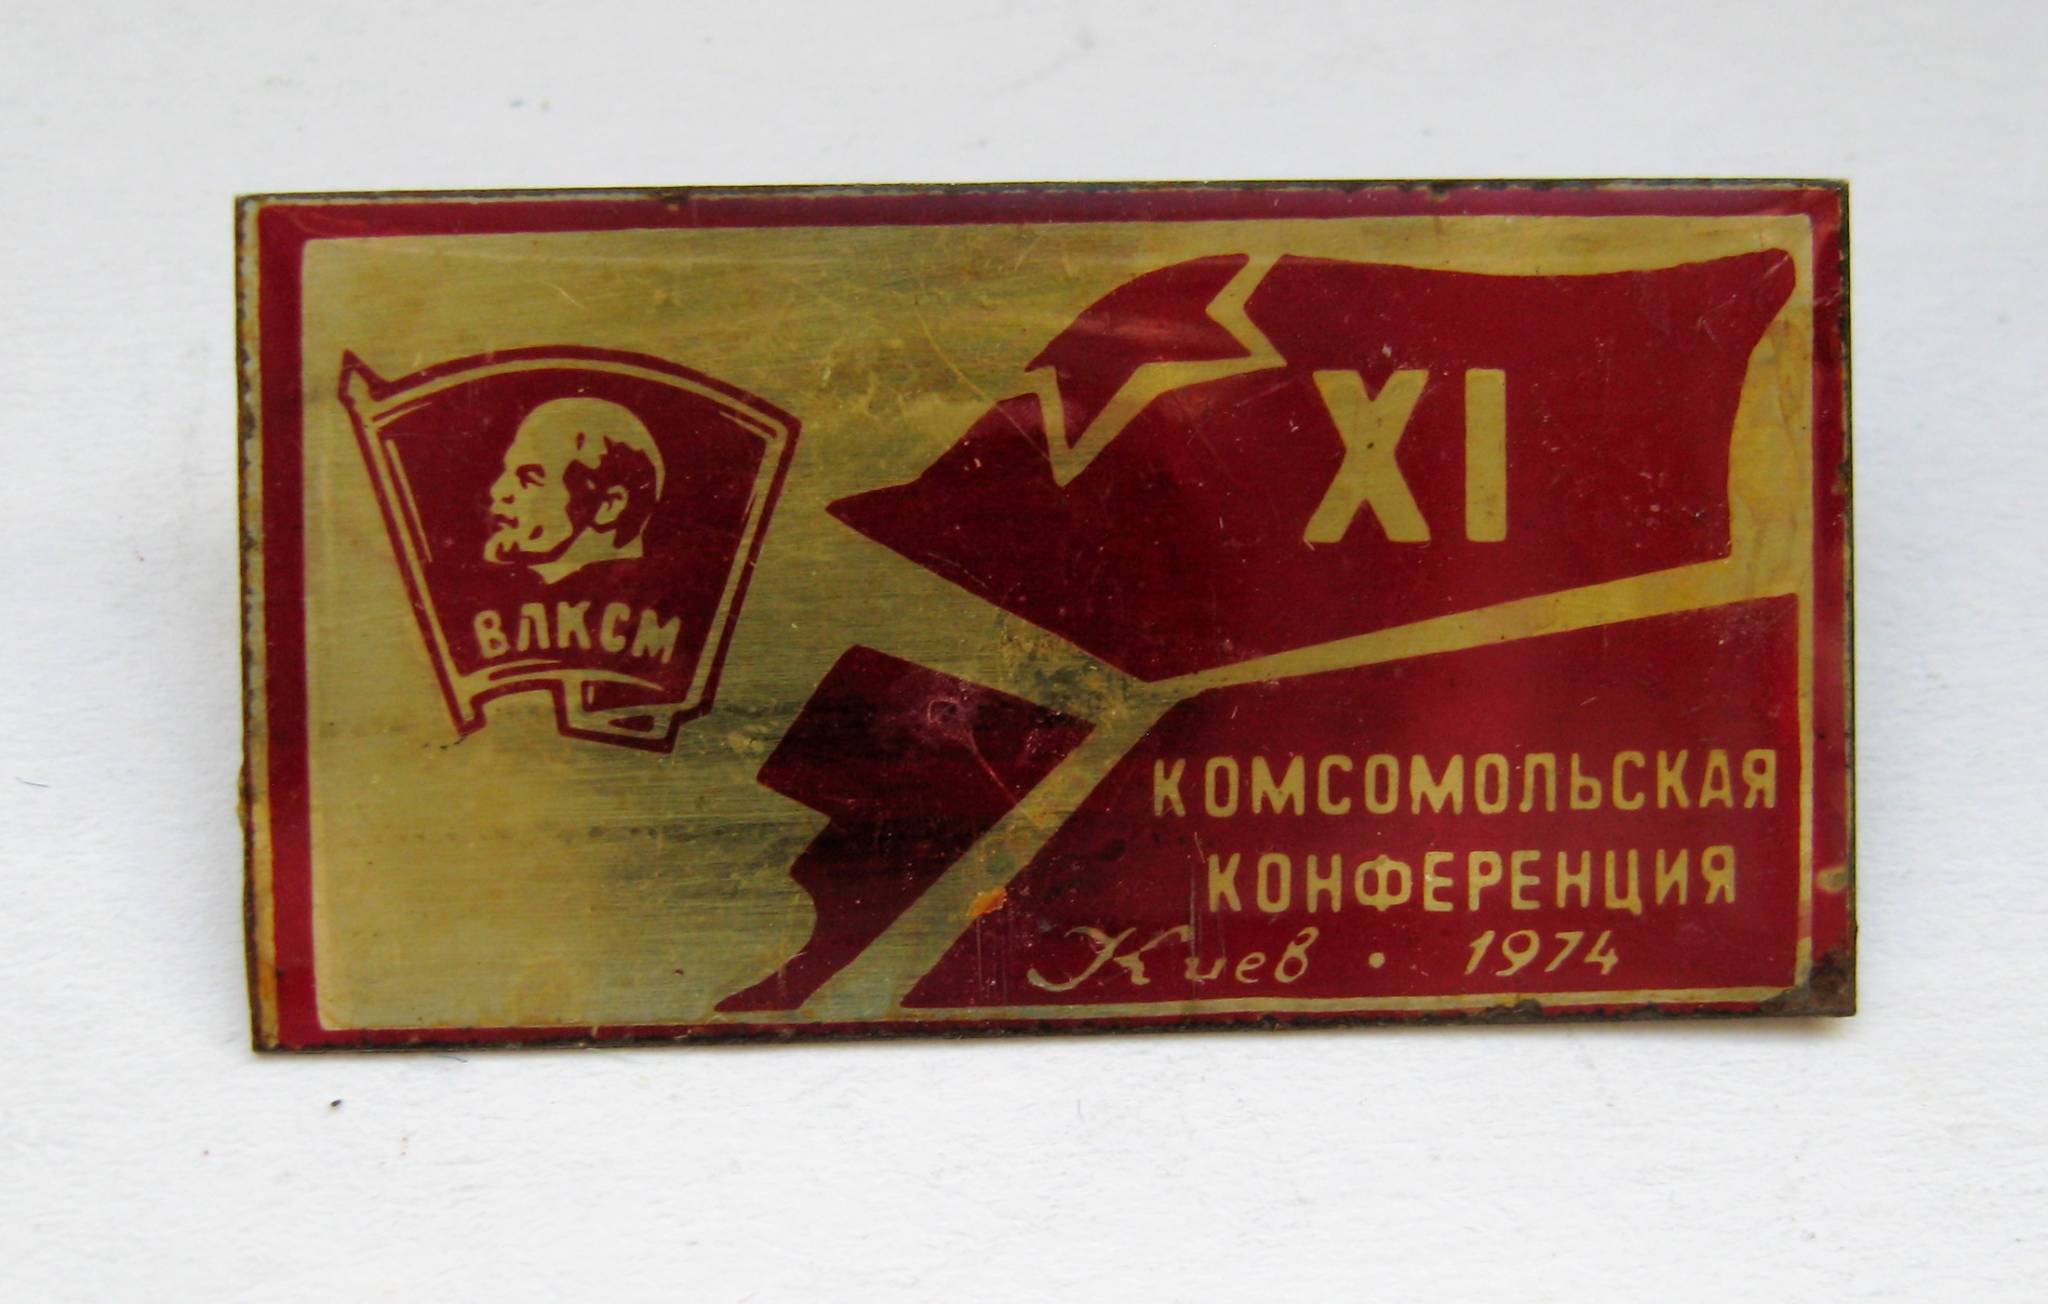 ВЛКСМ
XI
КОМСОМОЛЬСКАЯ
КОНФЕРЕНЦИЯ
Киев · 1974